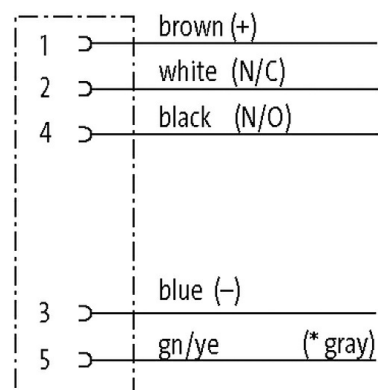 1 brown (+)
2 white (N/C)
4 black (N/O)
3 blue (–)
5 gn/ye (* gray)